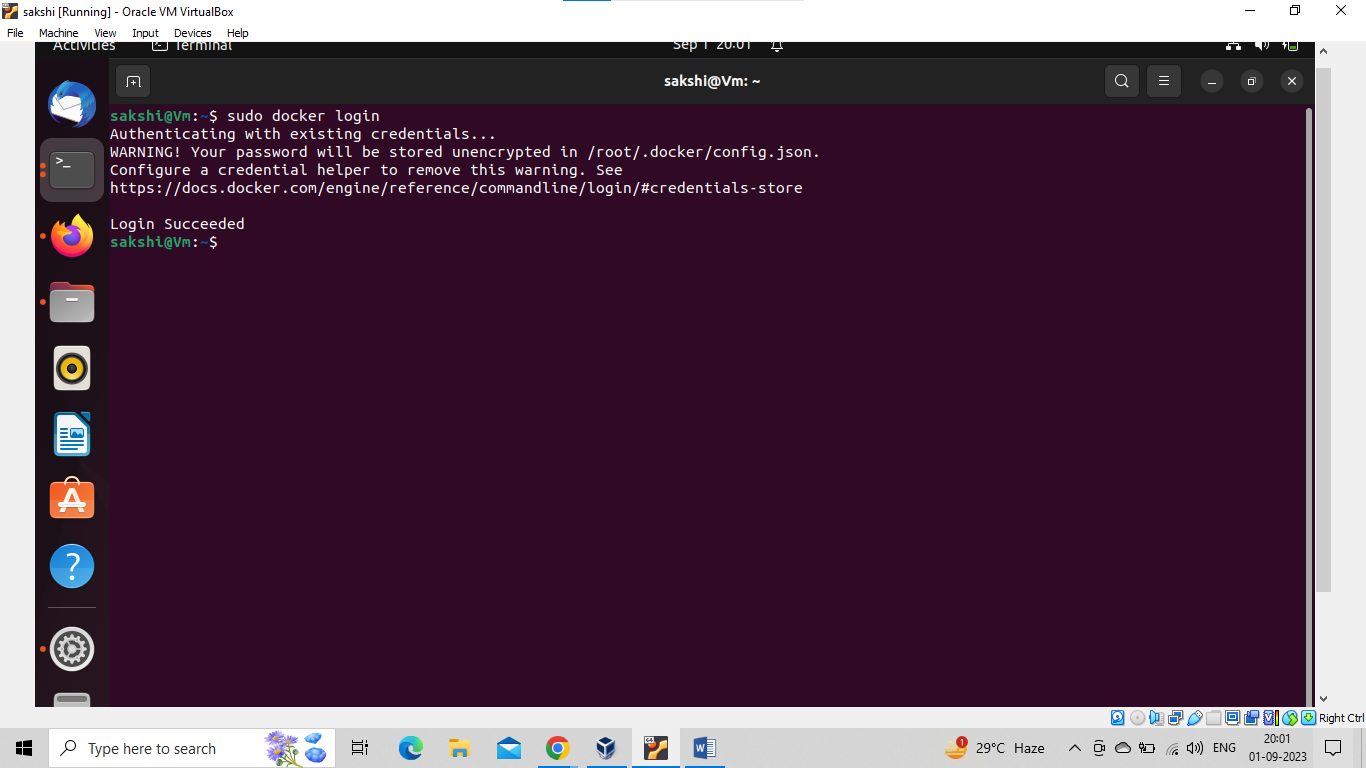 sakshi [Running] - Oracle VM VirtualBox
File Machine View Input Devices Help
Activities Terminal Sep 1 20:01
sakshi@Vm: ~
sakshi@Vm:~$ sudo docker login
Authenticating with existing credentials...
WARNING! Your password will be stored unencrypted in /root/.docker/config.json.
Configure a credential helper to remove this warning. See
https://docs.docker.com/engine/reference/commandline/login/#credentials-store
Login Succeeded
sakshi@Vm:~$
Right Ctrl
Type here to search
1
29°C Haze
ENG
20:01
01-09-2023